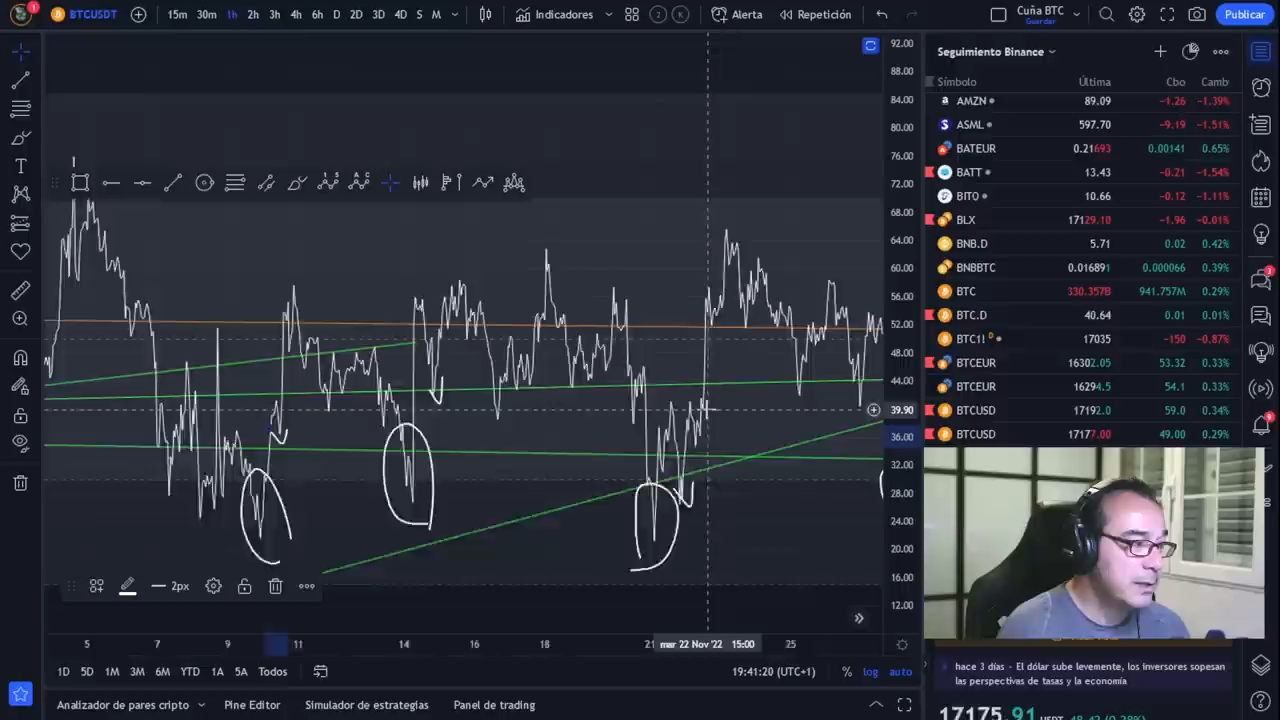 1
BTCUSDT
15m 30m 1h 2h 3h 4h 6h D 2D 3D 4D S M
Indicadores
Alerta
Repetición
Cuña BTC
Guardar
Publicar
92.00
88.00
84.00
80.00
76.00
72.00
68.00
64.00
60.00
56.00
52.00
48.00
44.00
39.90
36.00
32.00
28.00
24.00
20.00
16.00
12.00
2px
5 7 9 11 14 16 18 21 mar 22 Nov '22 15:00 25
1D 5D 1M 3M 6M YTD 1A 5A Todos
19:41:20 (UTC+1)
% log auto
Analizador de pares cripto
Pine Editor
Simulador de estrategias
Panel de trading
Seguimiento Binance
Símbolo Última Cbo Camb
AMZN 89.09 −1.26 −1.39%
ASML 597.70 −9.19 −1.51%
BATEUR 0.21693 0.00141 0.65%
BATT 13.43 −0.21 −1.54%
BITO 10.66 −0.12 −1.11%
BLX 17129.10 −1.96 −0.01%
BNB.D 5.71 0.02 0.42%
BNBBTC 0.016891 0.000066 0.39%
BTC 330.357B 941.757M 0.29%
BTC.D 40.64 0.01 0.01%
BTC1! D 17035 −150 −0.87%
BTCEUR 16302.05 53.32 0.33%
BTCEUR 16294.5 54.1 0.33%
BTCUSD 17192.0 59.0 0.34%
BTCUSD 17177.00 49.00 0.29%
3
9
hace 3 días - El dólar sube levemente, los inversores sopesan
las perspectivas de tasas y la economía
17175.91 USDT